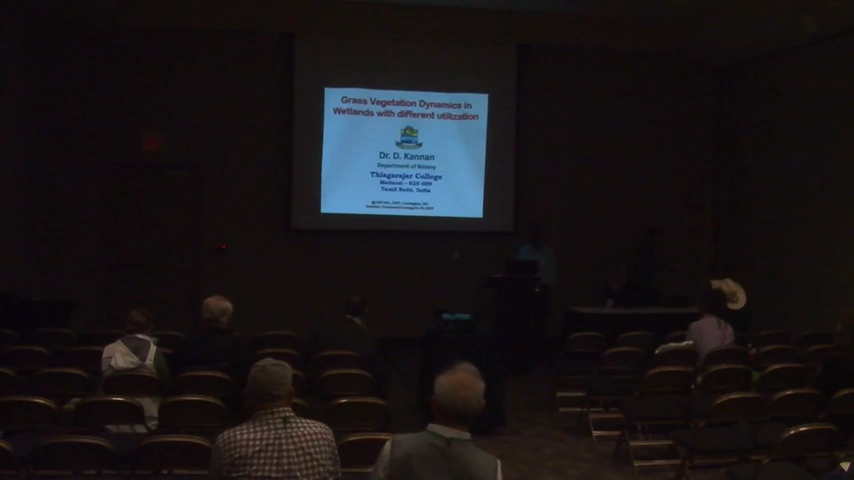 Grass Vegetation Dynamics in
Wetlands with different utilization
Dr. D. Kannan
Department of Botany
Thiagarajar College
Madurai - 625 009
Tamil Nadu, India